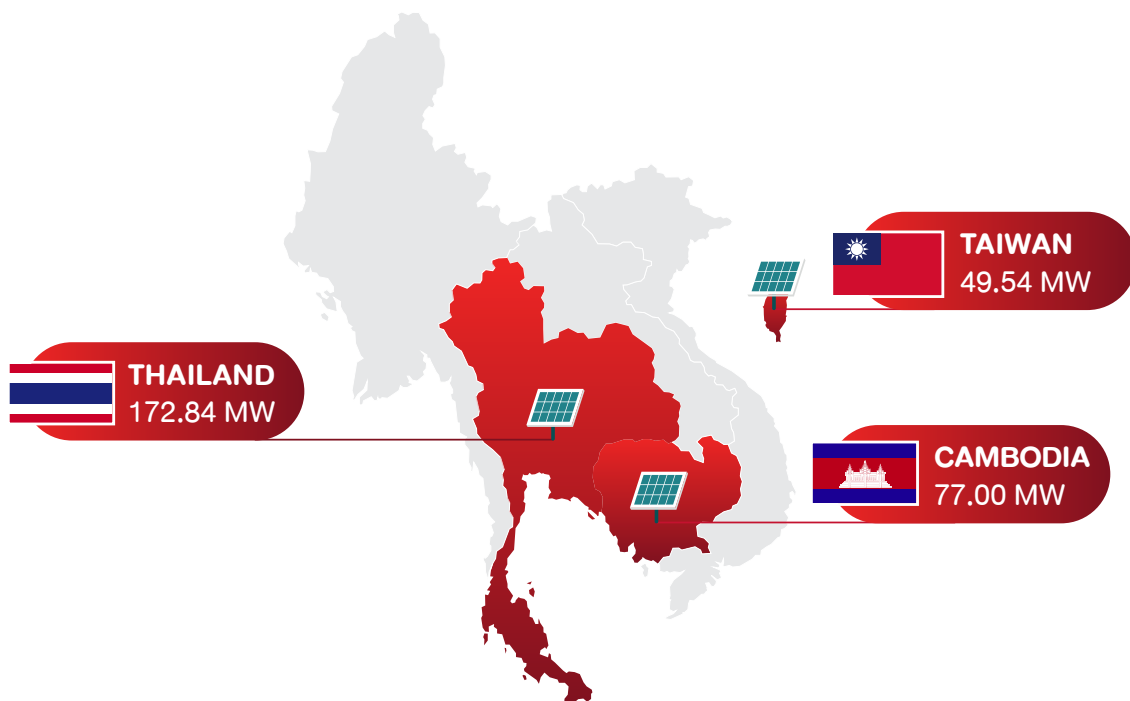 TAIWAN
49.54 MW
THAILAND
172.84 MW
CAMBODIA
77.00 MW